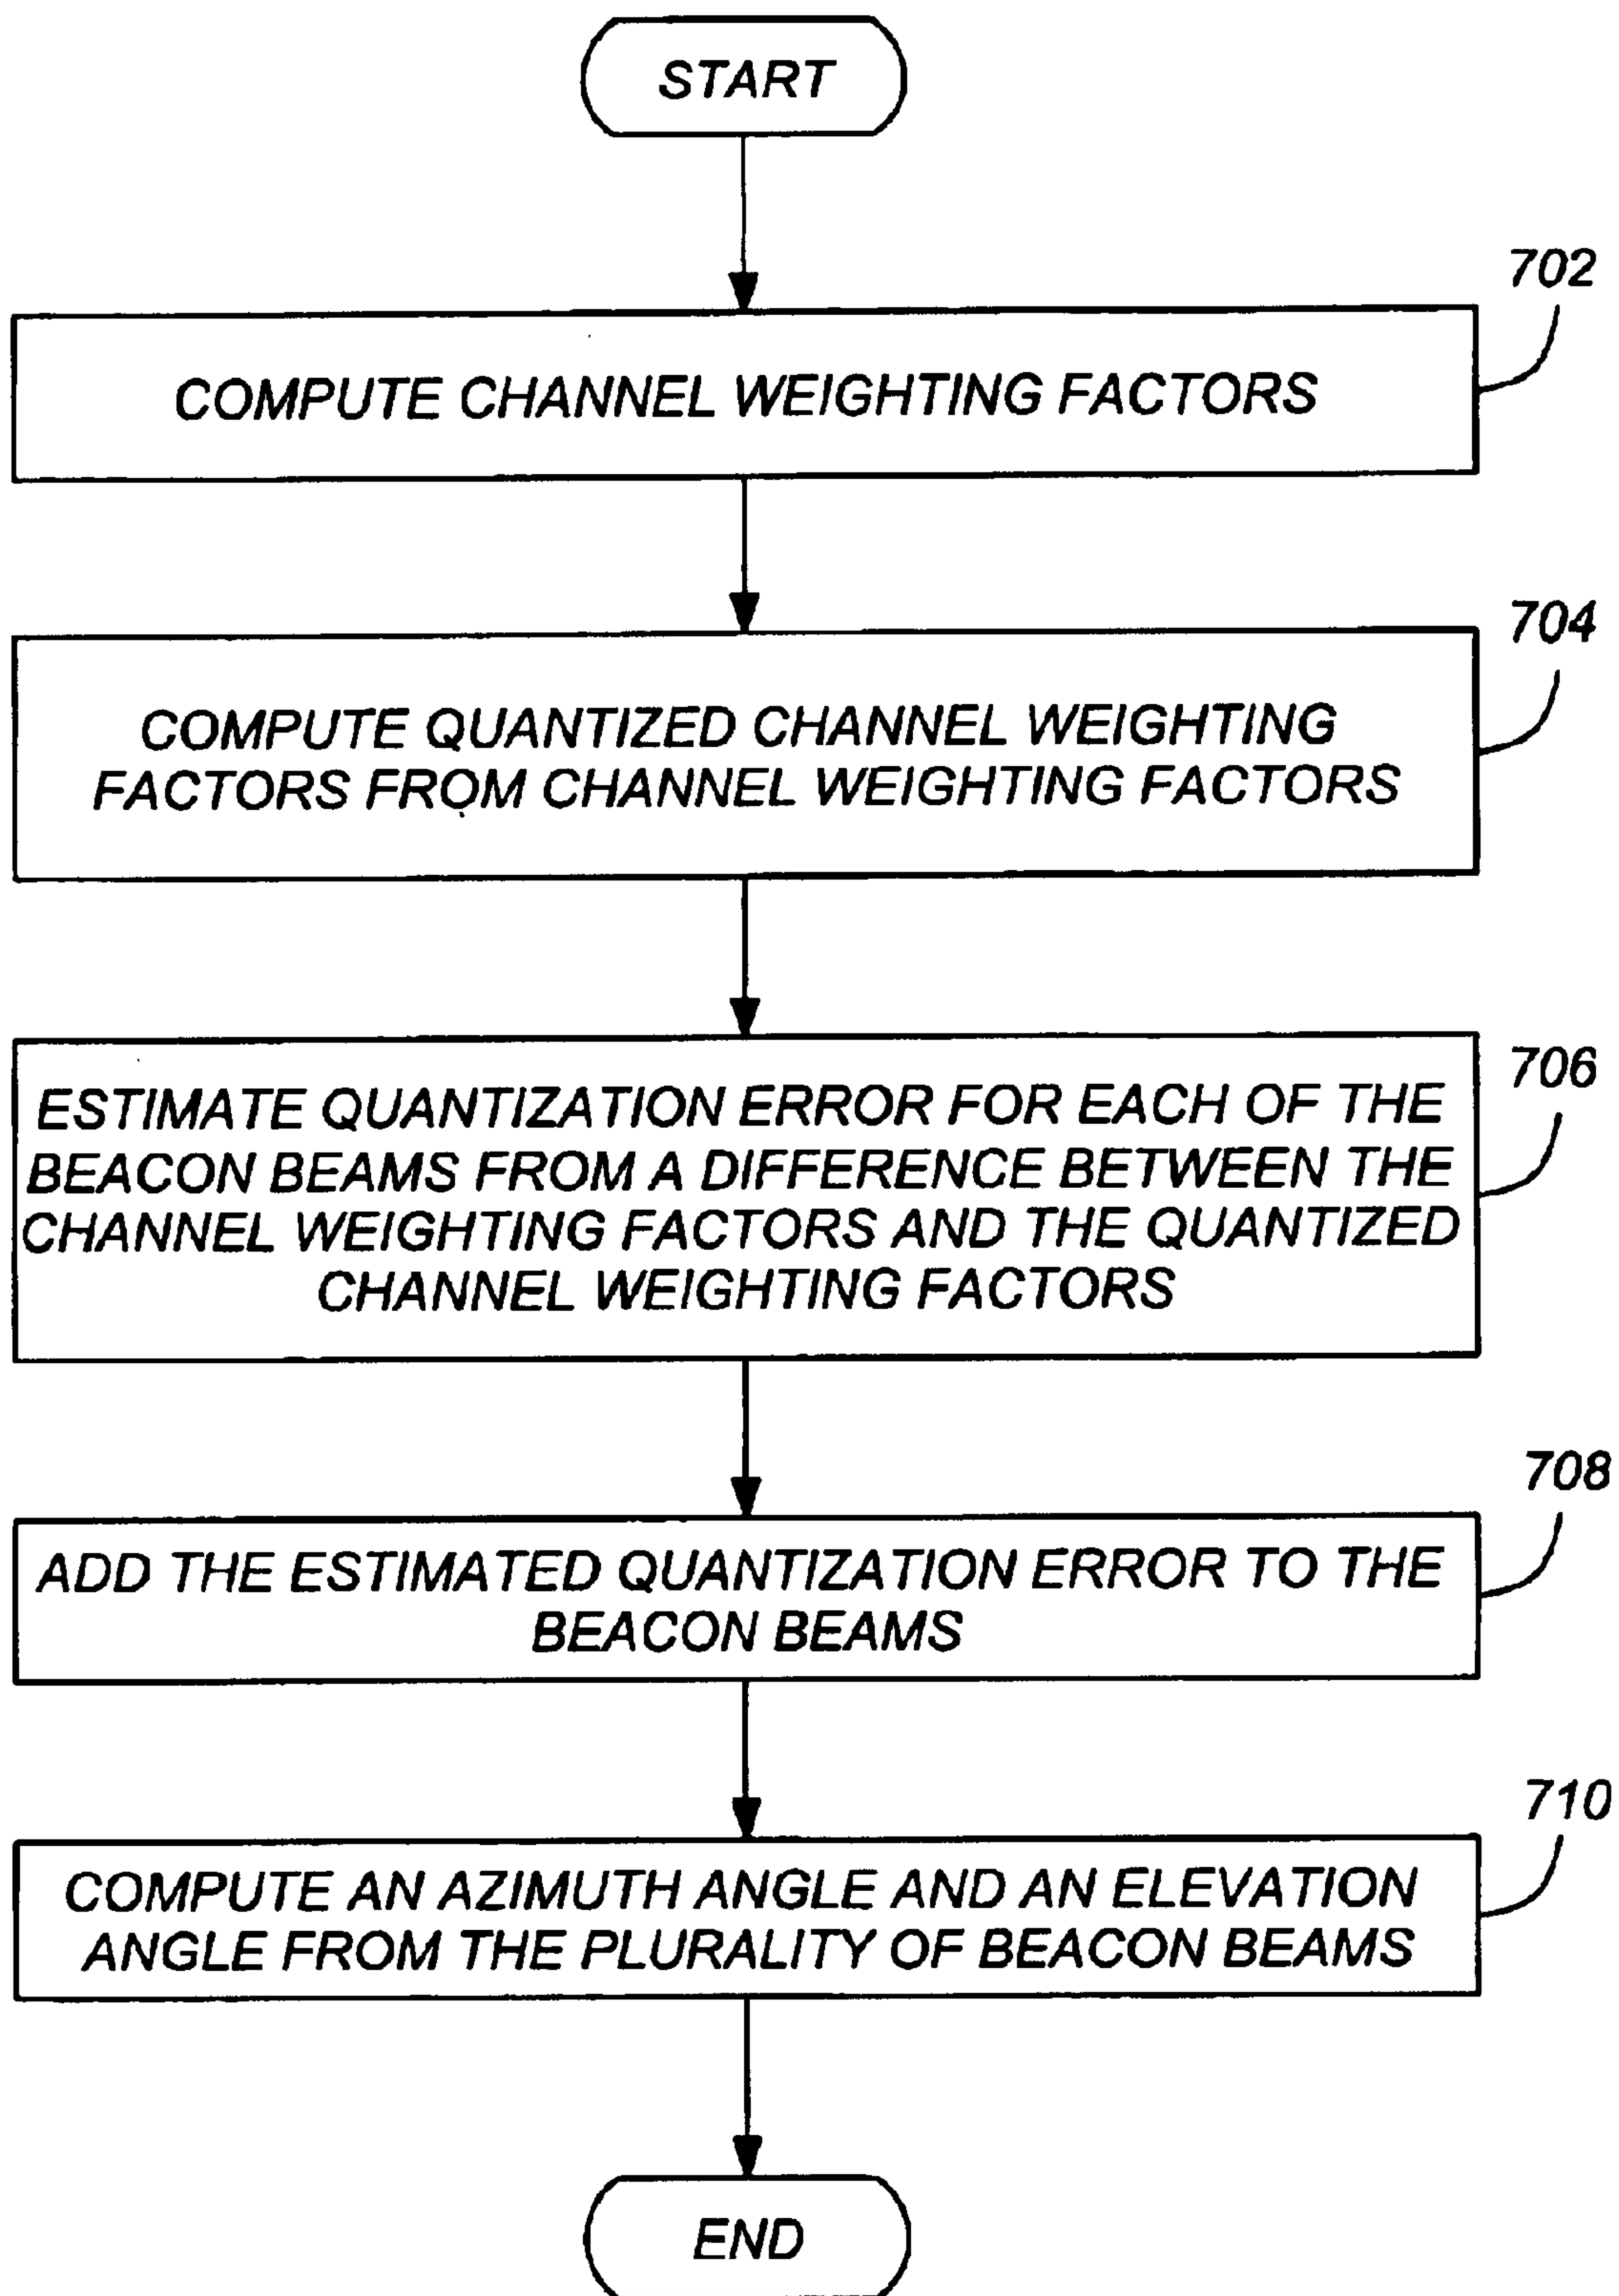 START
702
COMPUTE CHANNEL WEIGHTING FACTORS
704
COMPUTE QUANTIZED CHANNEL WEIGHTING
FACTORS FROM CHANNEL WEIGHTING FACTORS
706
ESTIMATE QUANTIZATION ERROR FOR EACH OF THE
BEACON BEAMS FROM A DIFFERENCE BETWEEN THE
CHANNEL WEIGHTING FACTORS AND THE QUANTIZED
CHANNEL WEIGHTING FACTORS
708
ADD THE ESTIMATED QUANTIZATION ERROR TO THE
BEACON BEAMS
710
COMPUTE AN AZIMUTH ANGLE AND AN ELEVATION
ANGLE FROM THE PLURALITY OF BEACON BEAMS
END